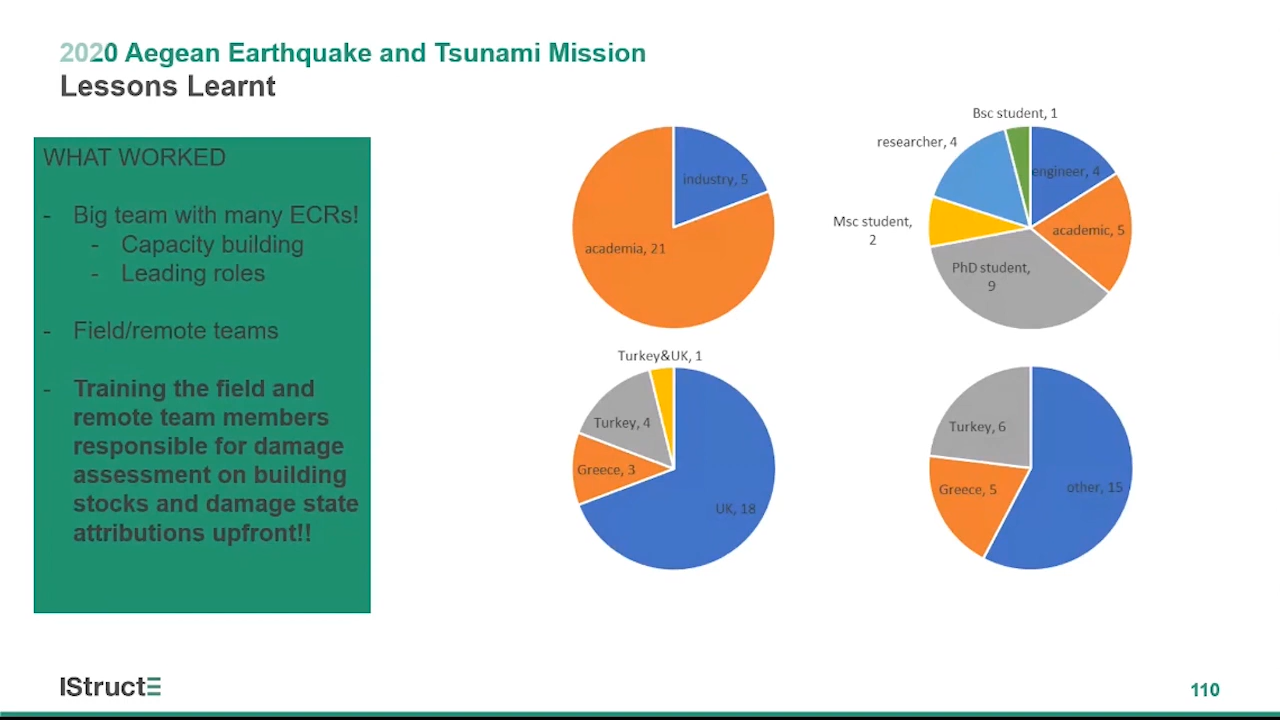 2020 Aegean Earthquake and Tsunami Mission
Lessons Learnt
WHAT WORKED
- Big team with many ECRs!
- Capacity building
- Leading roles
- Field/remote teams
- Training the field and
remote team members
responsible for damage
assessment on building
stocks and damage state
attributions upfront!!
industry, 5
academia, 21
Bsc student, 1
researcher, 4
engineer, 4
Msc student,
2
academic, 5
PhD student,
9
Turkey&UK, 1
Turkey, 4
Greece, 3
UK, 18
Turkey, 6
Greece, 5
other, 15
IStructE
110